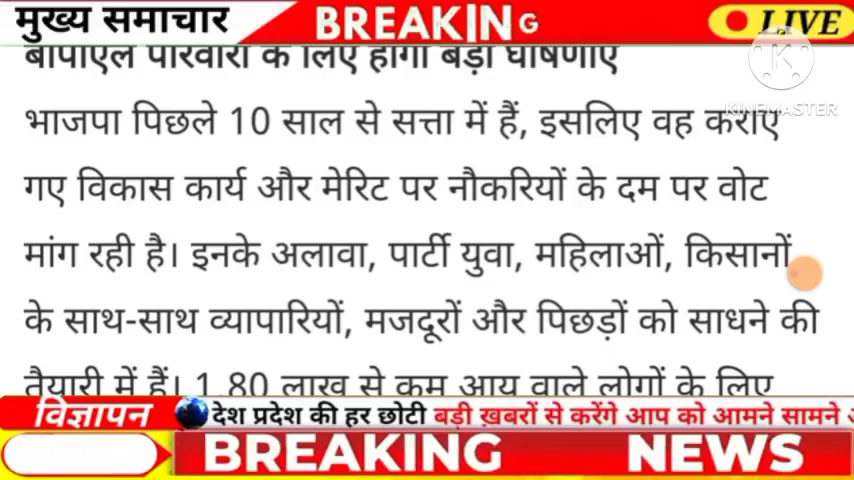 मुख्य समाचार
BREAKING
LIVE
KINEMASTER
बीपीएल परिवारों के लिए होंगी बड़ी घोषणाएं
भाजपा पिछले 10 साल से सत्ता में हैं, इसलिए वह कराए
गए विकास कार्य और मेरिट पर नौकरियों के दम पर वोट
मांग रही है। इनके अलावा, पार्टी युवा, महिलाओं, किसानों
के साथ-साथ व्यापारियों, मजदूरों और पिछड़ों को साधने की
तैयारी में हैं। 1.80 लाख से कम आय वाले लोगों के लिए
विज्ञापन
देश प्रदेश की हर छोटी बड़ी ख़बरों से करेंगे आप को आमने सामने
BREAKING NEWS